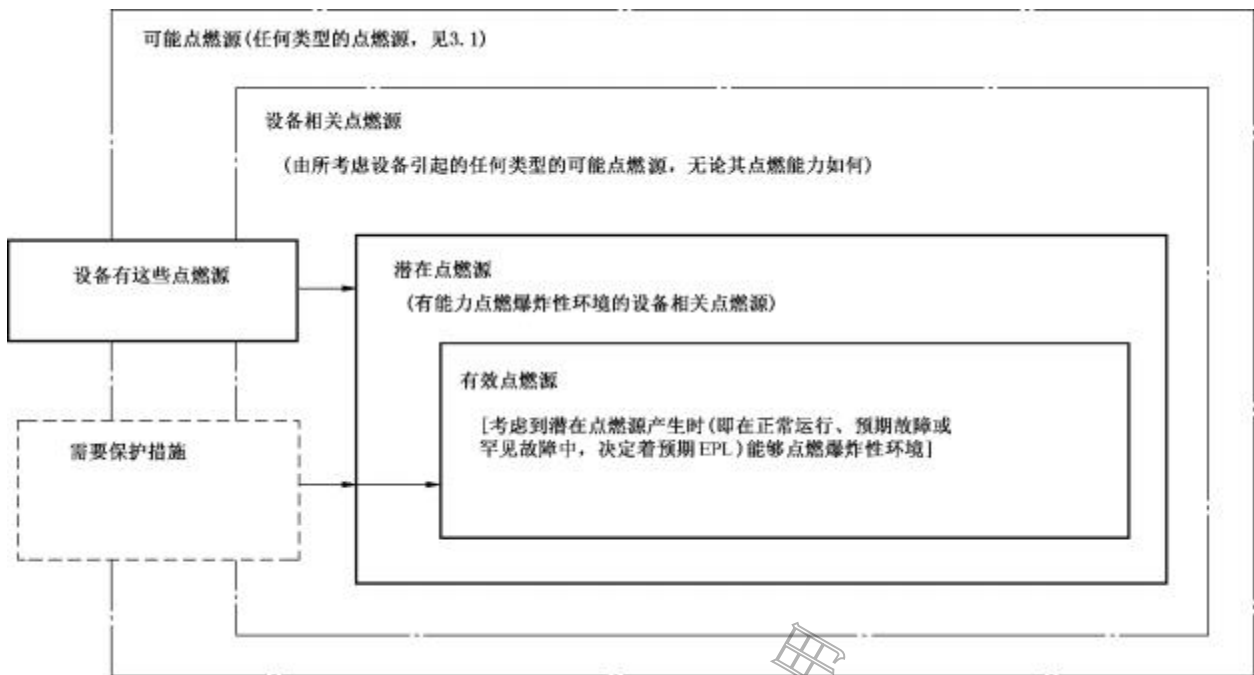 可能点燃源(任何类型的点燃源，见3.1)
设备相关点燃源
(由所考虑设备引起的任何类型的可能点燃源，无论其点燃能力如何)
设备有这些点燃源
潜在点燃源
(有能力点燃爆炸性环境的设备相关点燃源)
有效点燃源
[考虑到潜在点燃源产生时(即在正常运行、预期故障或
罕见故障中，决定着预期EPL)能够点燃爆炸性环境]
需要保护措施